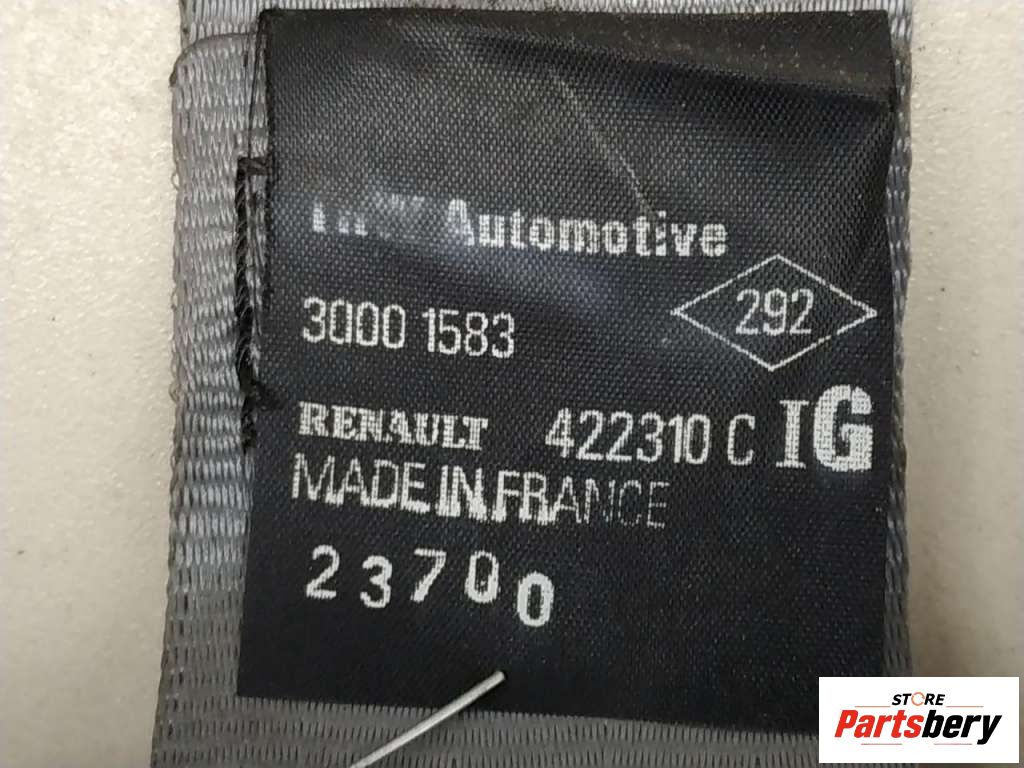 Automotive
292
3000 1583
RENAULT 422310 C IG
MADE IN FRANCE
23700
STORE
Partsbery